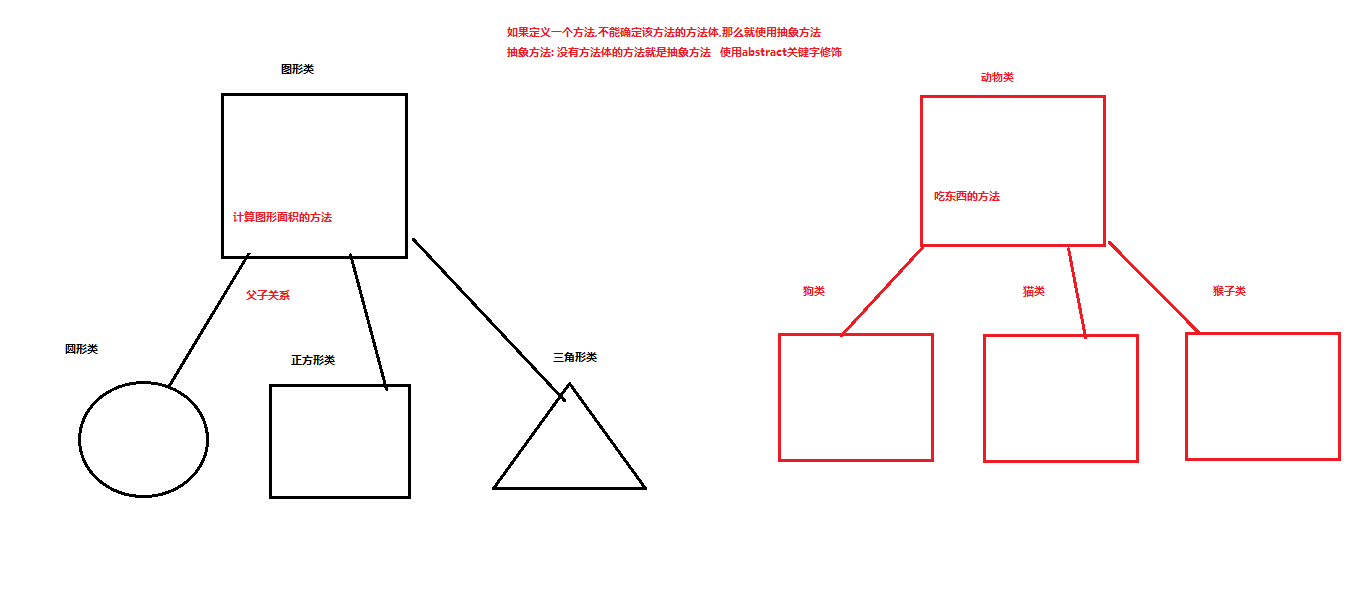 如果定义一个方法,不能确定该方法的方法体,那么就使用抽象方法
抽象方法: 没有方法体的方法就是抽象方法   使用abstract关键字修饰
图形类
动物类
计算图形面积的方法
吃东西的方法
父子关系
狗类
猫类
猴子类
圆形类
正方形类
三角形类